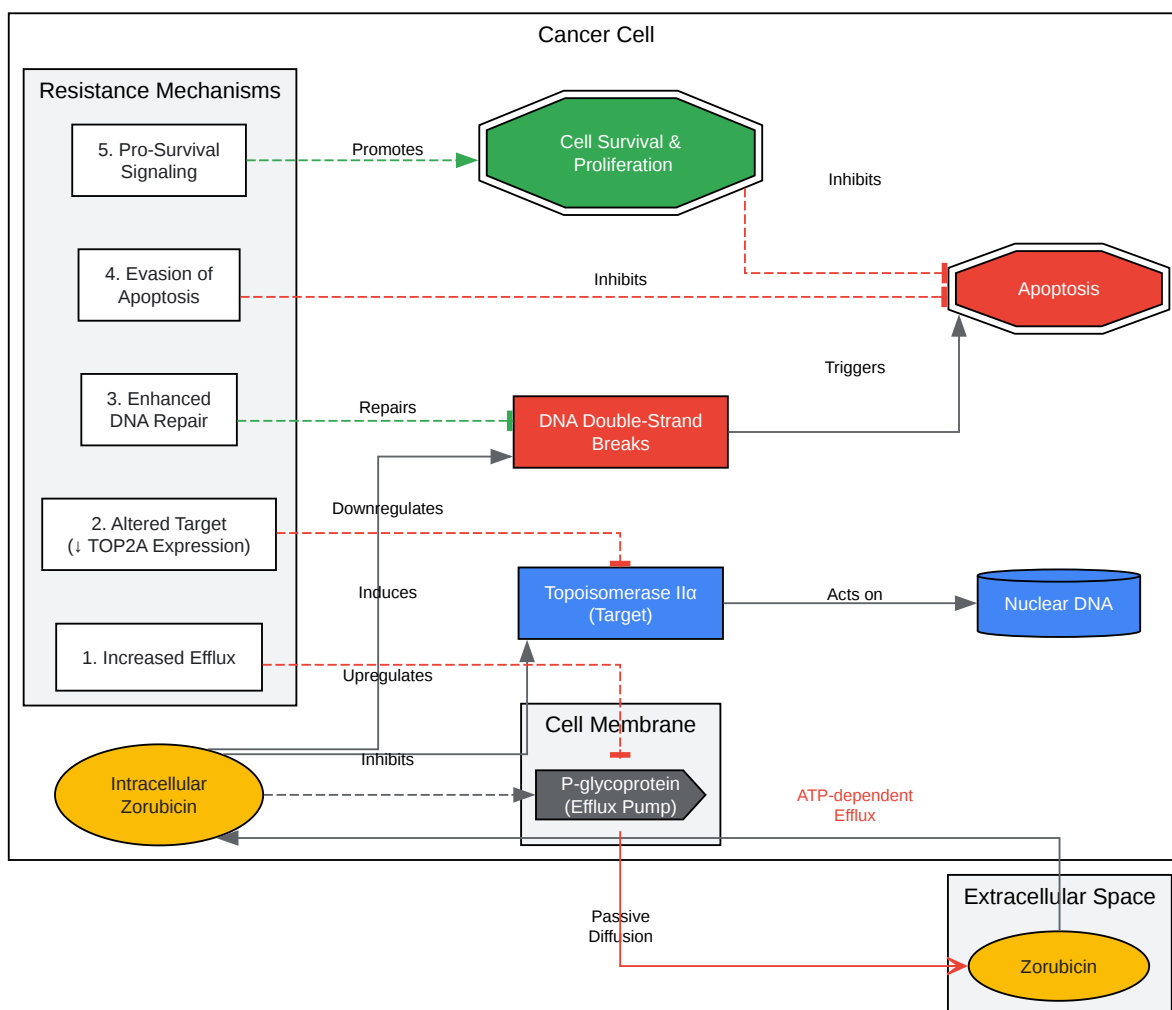 Cancer Cell
Resistance Mechanisms
5. Pro-Survival
Signaling
Promotes
Cell Survival &
Proliferation
Inhibits
4. Evasion of
Apoptosis
Inhibits
Apoptosis
Triggers
3. Enhanced
DNA Repair
Repairs
DNA Double-Strand
Breaks
2. Altered Target
(↓ TOP2A Expression)
Downregulates
Induces
Topoisomerase IIα
(Target)
Acts on
Nuclear DNA
1. Increased Efflux
Upregulates
Cell Membrane
Inhibits
Intracellular
Zorubicin
P-glycoprotein
(Efflux Pump)
ATP-dependent
Efflux
Passive
Diffusion
Extracellular Space
Zorubicin